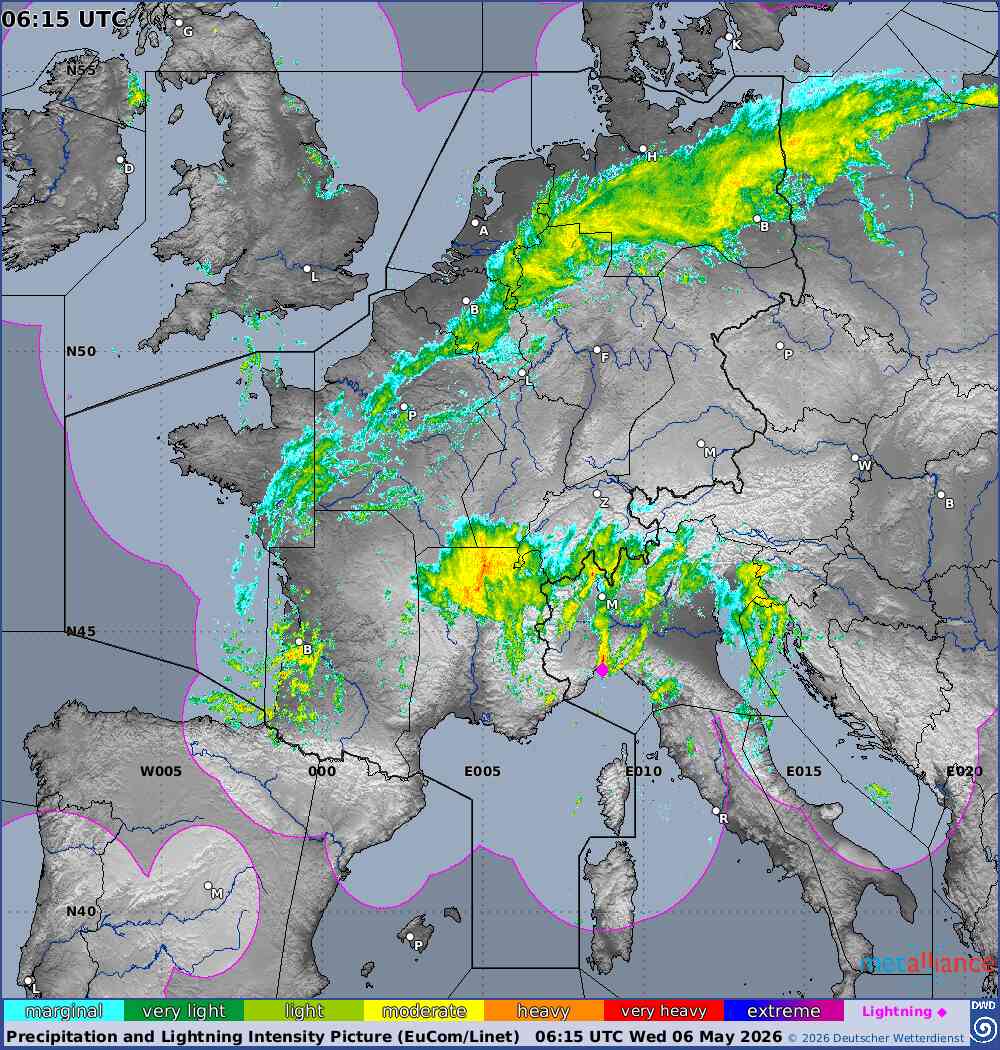 06:15 UTC
G
K
N55
D
H
A
B
L
B
N50
F
P
L
P
M
W
Z
B
M
N45
B
W005
000
E005
E010
E015
E020
R
M
N40
P
L
metalliance
marginal very light light moderate heavy very heavy extreme Lightning ◆
DWD
Precipitation and Lightning Intensity Picture (EuCom/Linet) 06:15 UTC Wed 06 May 2026 © 2026 Deutscher Wetterdienst